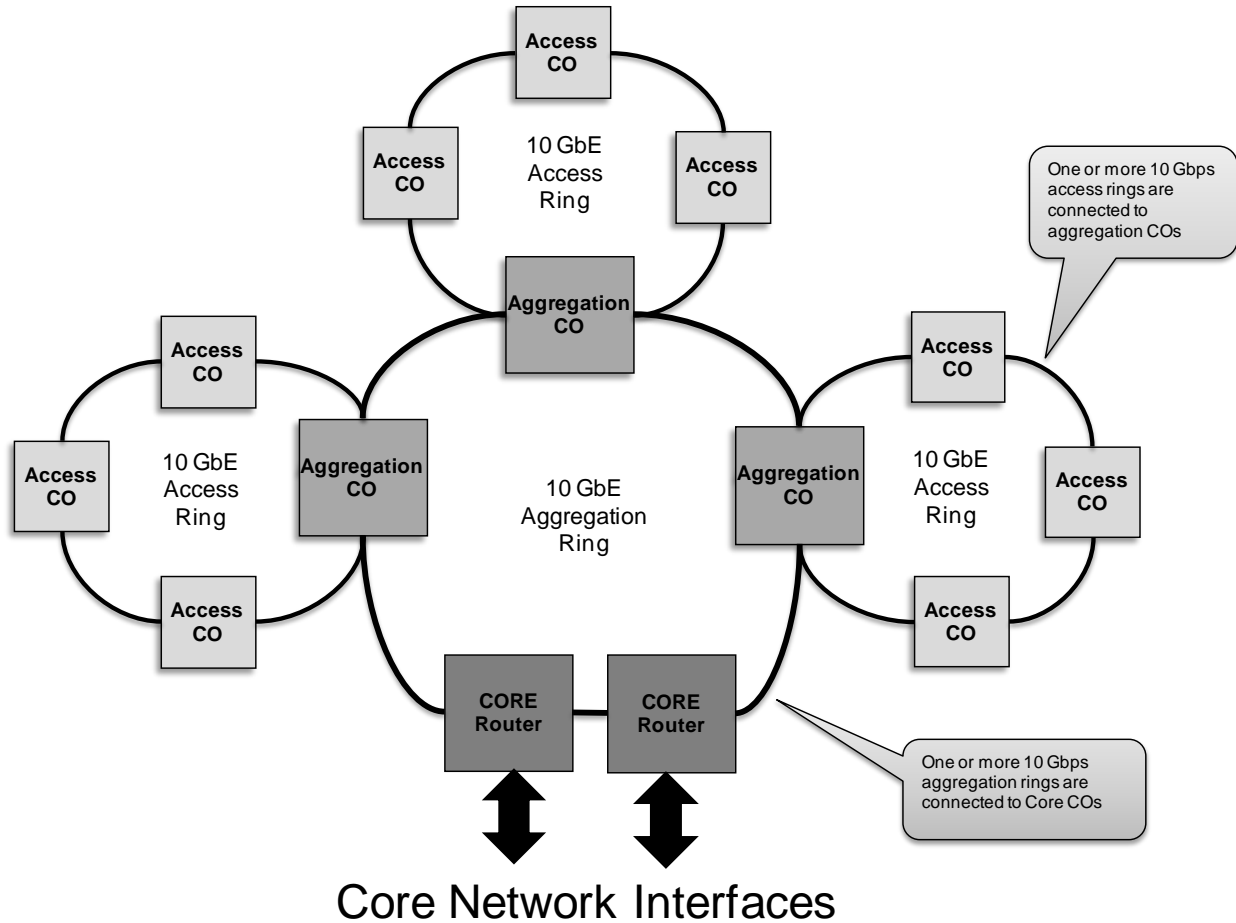 Access
CO
Access
CO
10 GbE
Access
Ring
Access
CO
One or more 10 Gbps
access rings are
connected to
aggregation COs
Aggregation
CO
Access
CO
Access
CO
10 GbE
Access
Ring
Access
CO
Aggregation
CO
10 GbE
Aggregation
Ring
Aggregation
CO
Access
CO
10 GbE
Access
Ring
Access
CO
Access
CO
Access
CO
CORE
Router
CORE
Router
One or more 10 Gbps
aggregation rings are
connected to Core COs
Core Network Interfaces